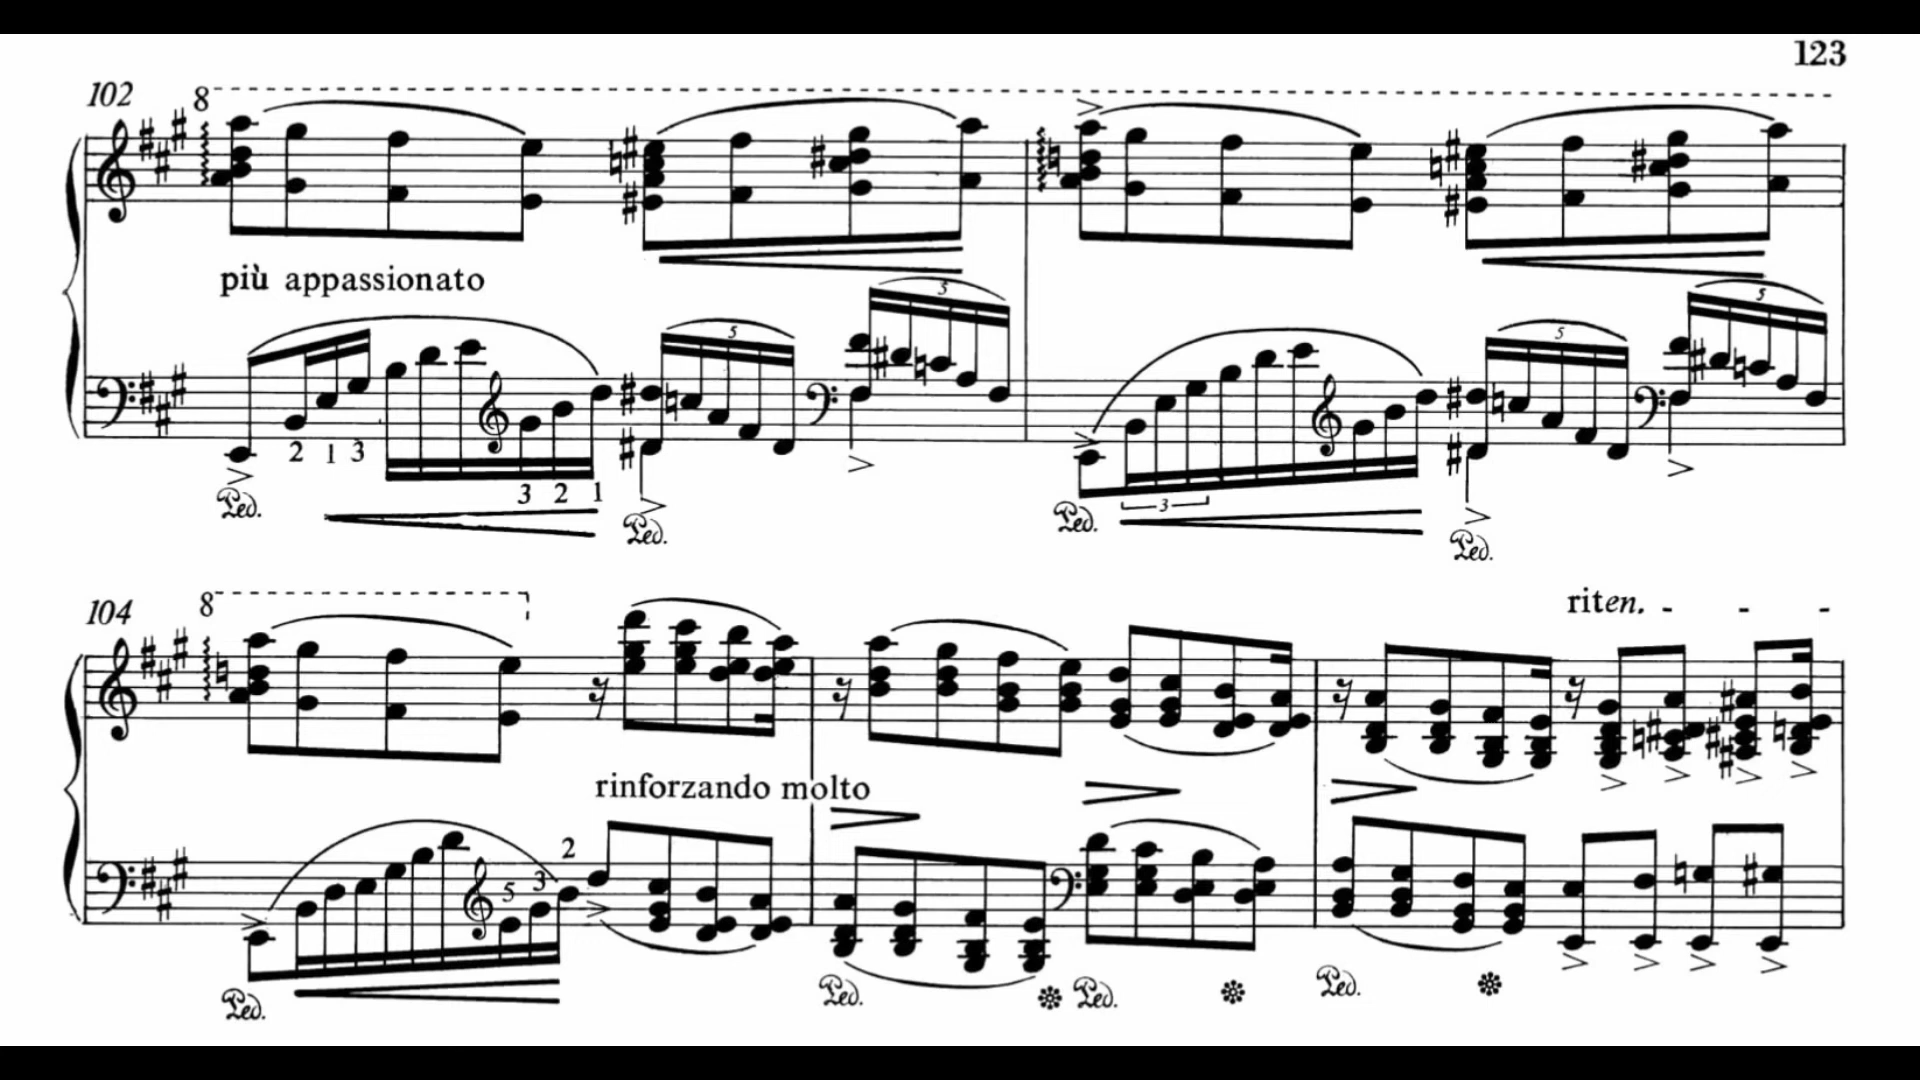 123
102
8
più appassionato
5
5
5
5
2 1 3
3 2 1
3
Ped.
Ped.
Ped.
Ped.
104
8
riten.
rinforzando molto
2
5
3
Ped.
Ped.
Ped.
Ped.